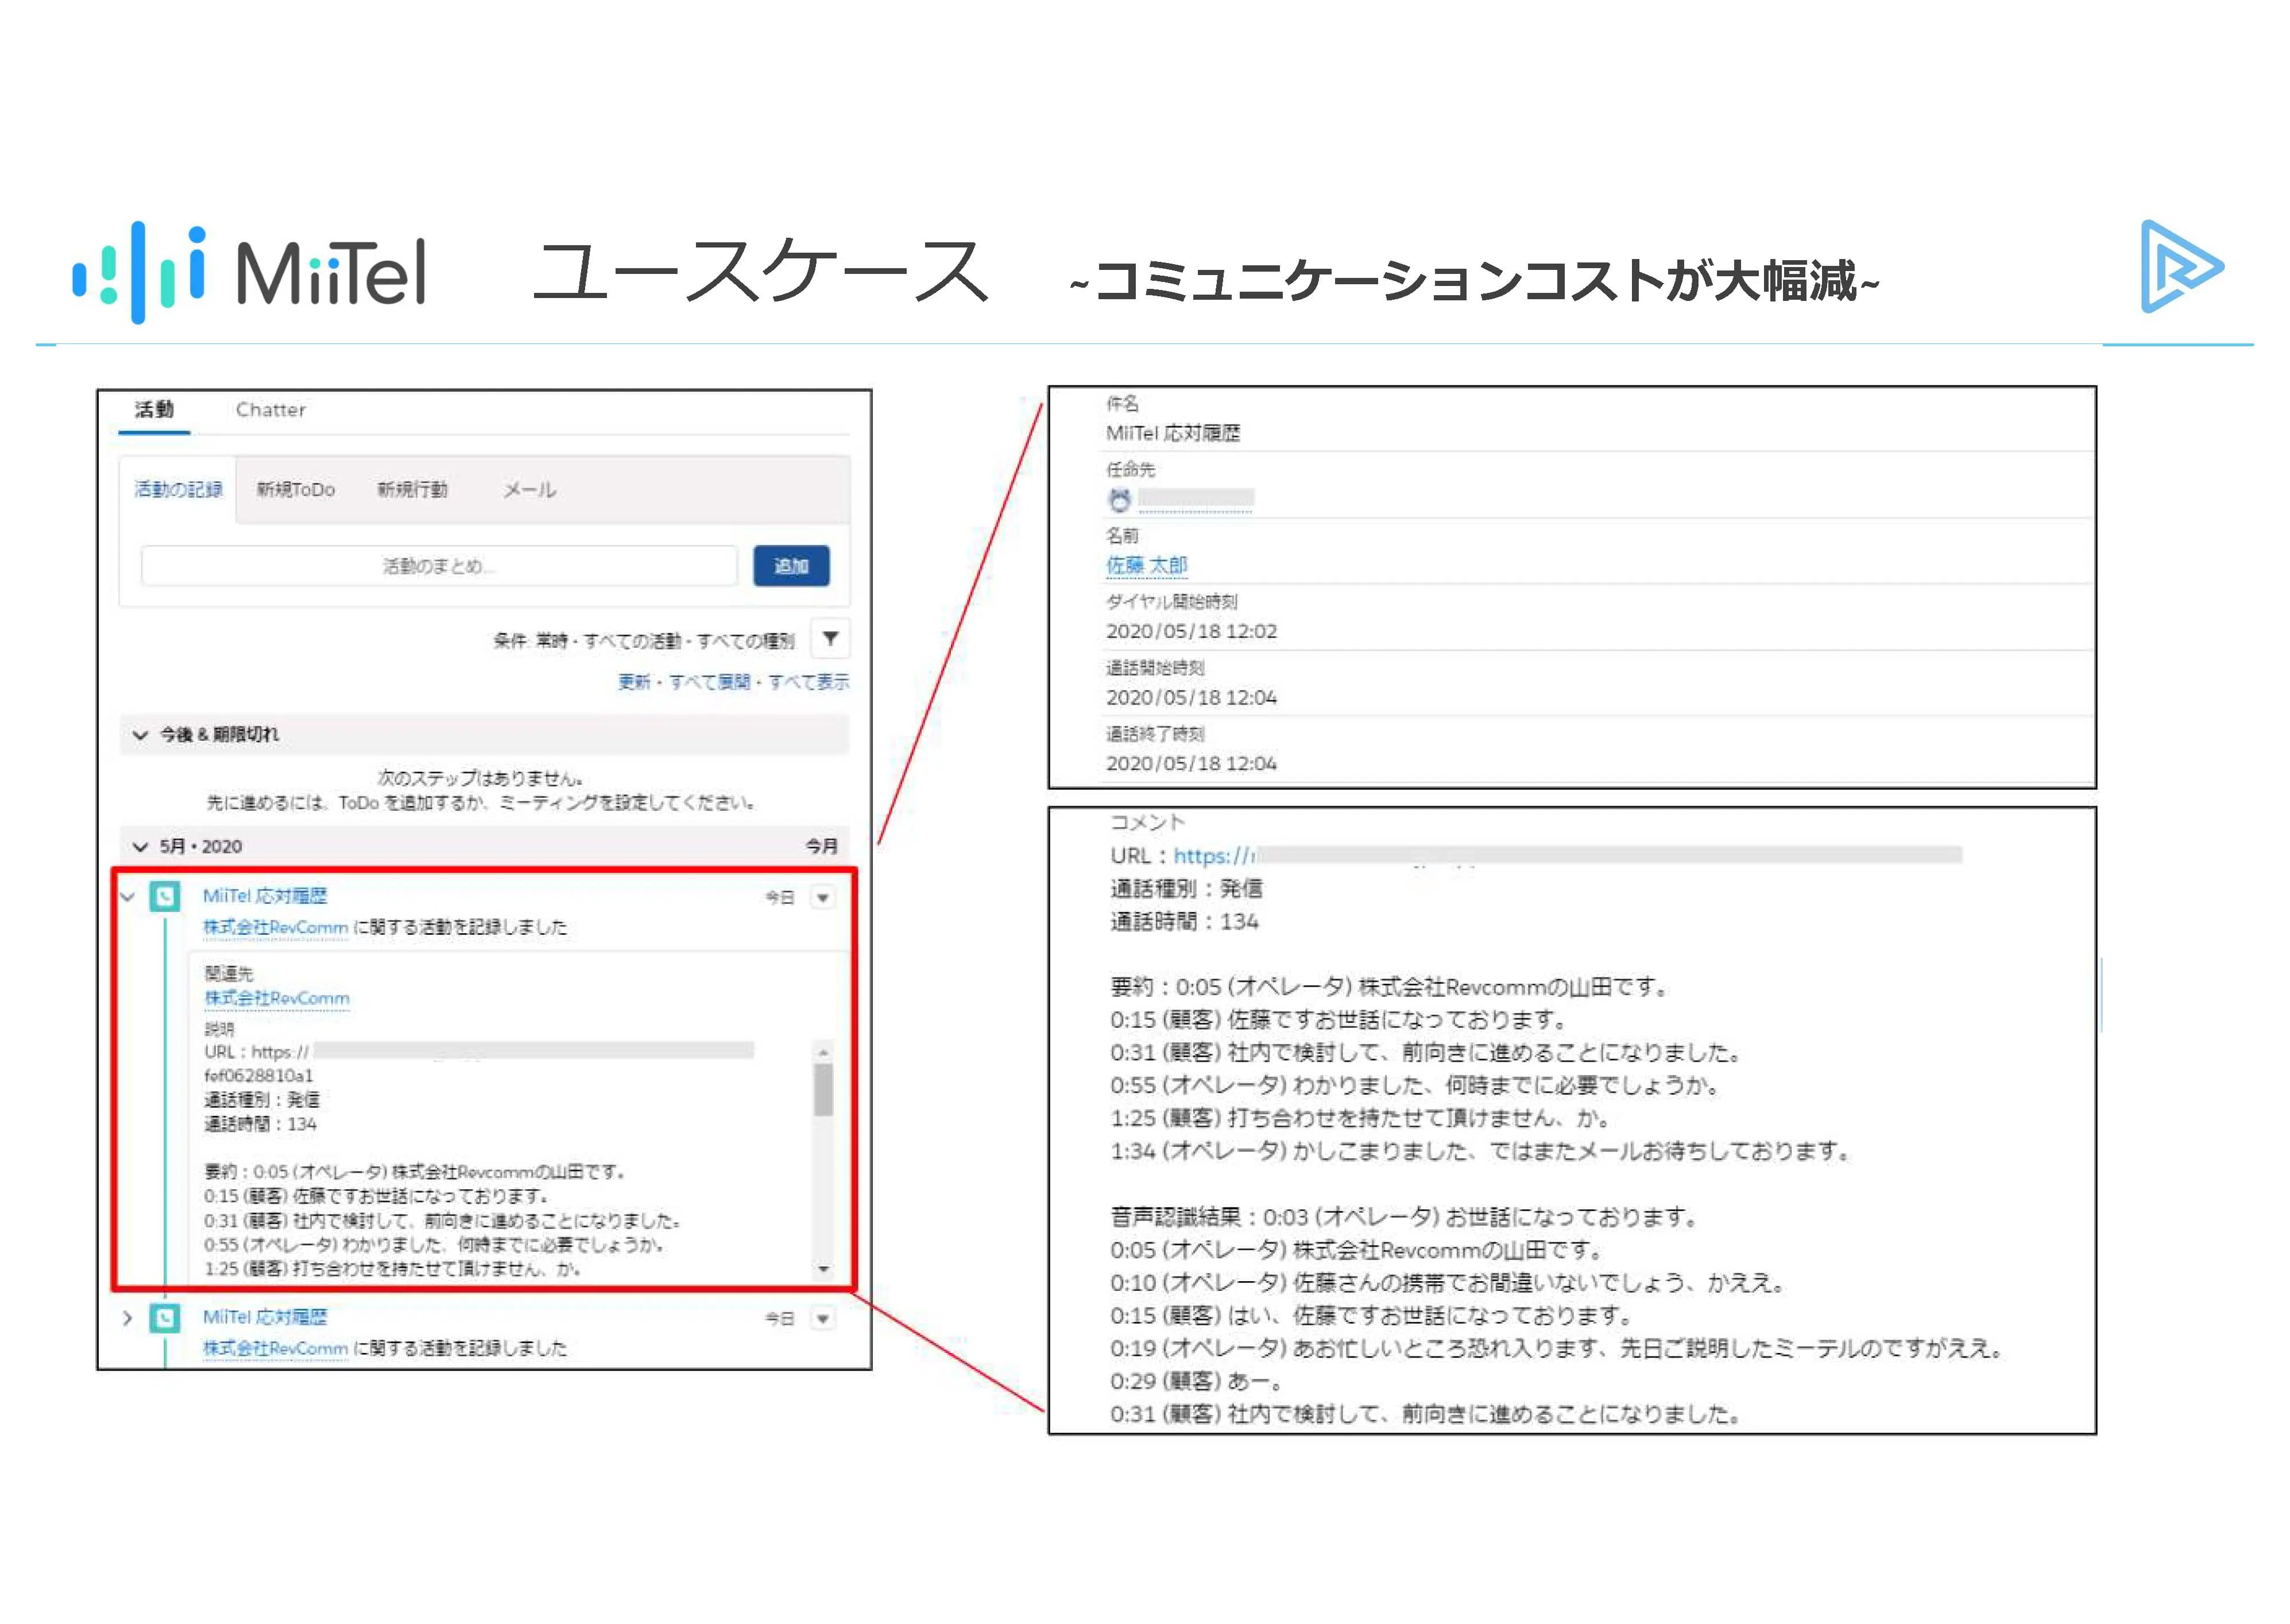 MiiTel ユースケース ~コミュニケーションコストが大幅減~
活動 Chatter
活動の記録 新規ToDo 新規行動 メール
活動のまとめ... 追加
条件: 常時・すべての活動・すべての種別
更新・すべて展開・すべて表示
今後 & 期限切れ
次のステップはありません。
先に進めるには、ToDo を追加するか、ミーティングを設定してください。
5月・2020 今月
MiiTel 応対履歴 今日
株式会社RevComm に関する活動を記録しました
関連先
株式会社RevComm
説明
URL：https://
fef0628810a1
通話種別：発信
通話時間：134
要約：0:05 (オペレータ) 株式会社Revcommの山田です。
0:15 (顧客) 佐藤ですお世話になっております。
0:31 (顧客) 社内で検討して、前向きに進めることになりました。
0:55 (オペレータ) わかりました、何時までに必要でしょうか。
1:25 (顧客) 打ち合わせを持たせて頂けません、か。
MiiTel 応対履歴 今日
株式会社RevComm に関する活動を記録しました
件名
MiiTel 応対履歴
任命先
名前
佐藤 太郎
ダイヤル開始時刻
2020/05/18 12:02
通話開始時刻
2020/05/18 12:04
通話終了時刻
2020/05/18 12:04
コメント
URL：https://
通話種別：発信
通話時間：134
要約：0:05 (オペレータ) 株式会社Revcommの山田です。
0:15 (顧客) 佐藤ですお世話になっております。
0:31 (顧客) 社内で検討して、前向きに進めることになりました。
0:55 (オペレータ) わかりました、何時までに必要でしょうか。
1:25 (顧客) 打ち合わせを持たせて頂けません、か。
1:34 (オペレータ) かしこまりました、ではまたメールお待ちしております。
音声認識結果：0:03 (オペレータ) お世話になっております。
0:05 (オペレータ) 株式会社Revcommの山田です。
0:10 (オペレータ) 佐藤さんの携帯でお間違いないでしょう、かええ。
0:15 (顧客) はい、佐藤ですお世話になっております。
0:19 (オペレータ) あお忙しいところ恐れ入ります、先日ご説明したミーテルのですがええ。
0:29 (顧客) あー。
0:31 (顧客) 社内で検討して、前向きに進めることになりました。